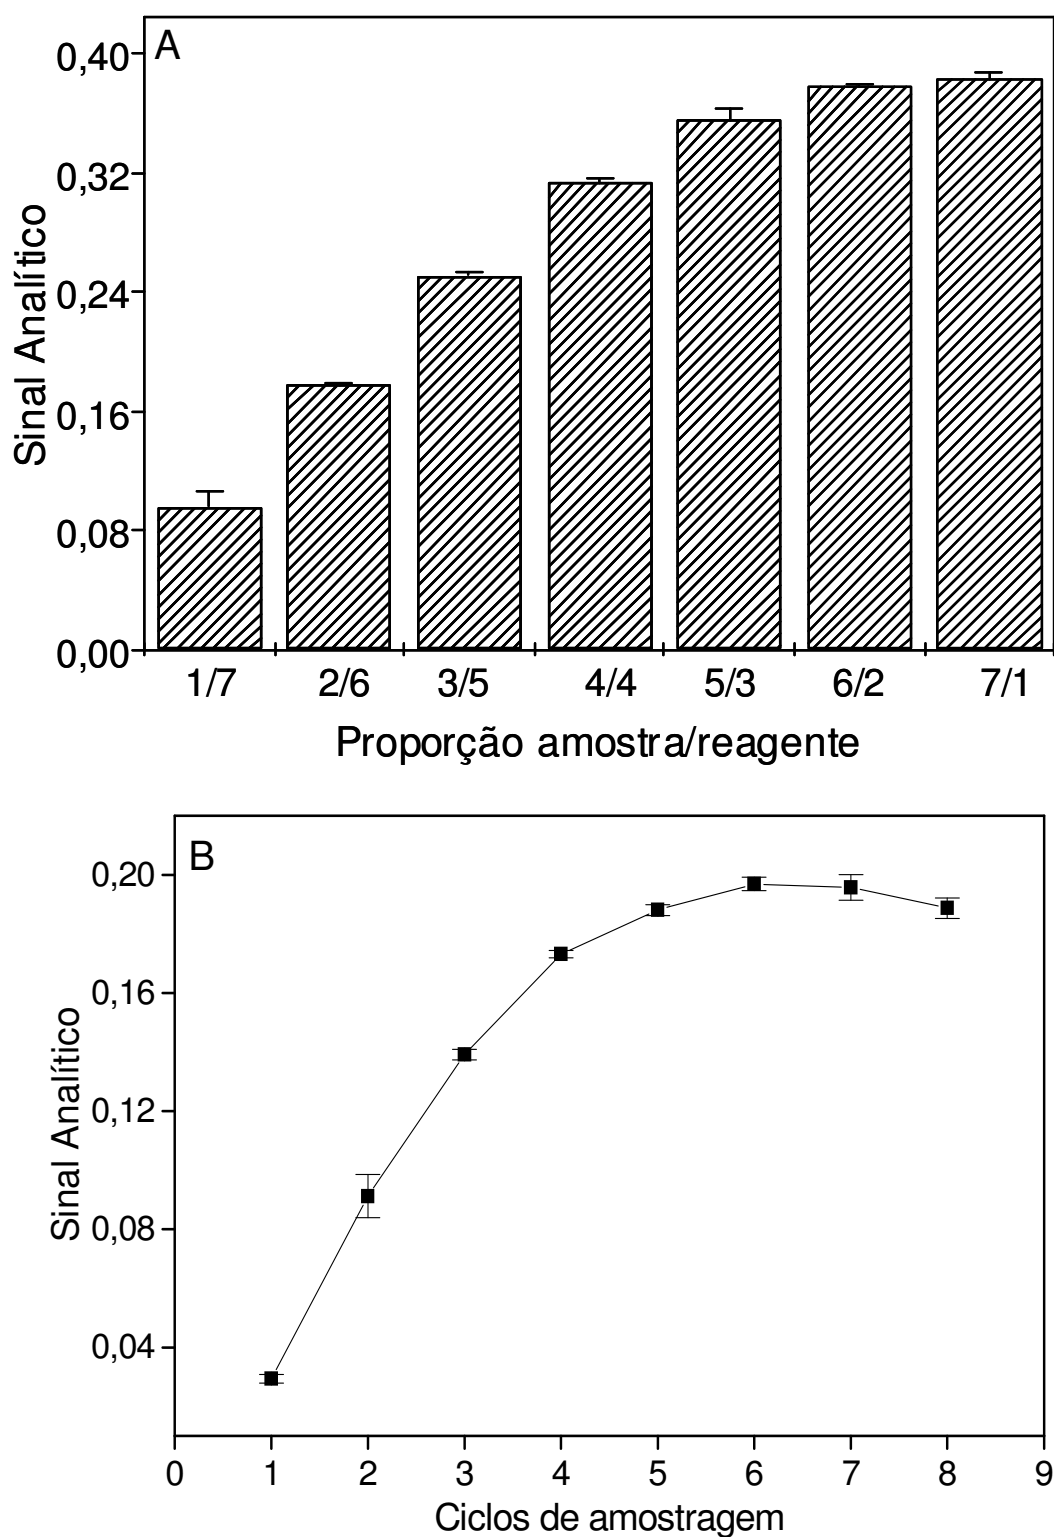 A
0,40
0,32
0,24
0,16
0,08
0,00
Sinal Analítico
1/7 2/6 3/5 4/4 5/3 6/2 7/1
Proporção amostra/reagente
B
0,20
0,16
0,12
0,08
0,04
Sinal Analítico
0 1 2 3 4 5 6 7 8 9
Ciclos de amostragem